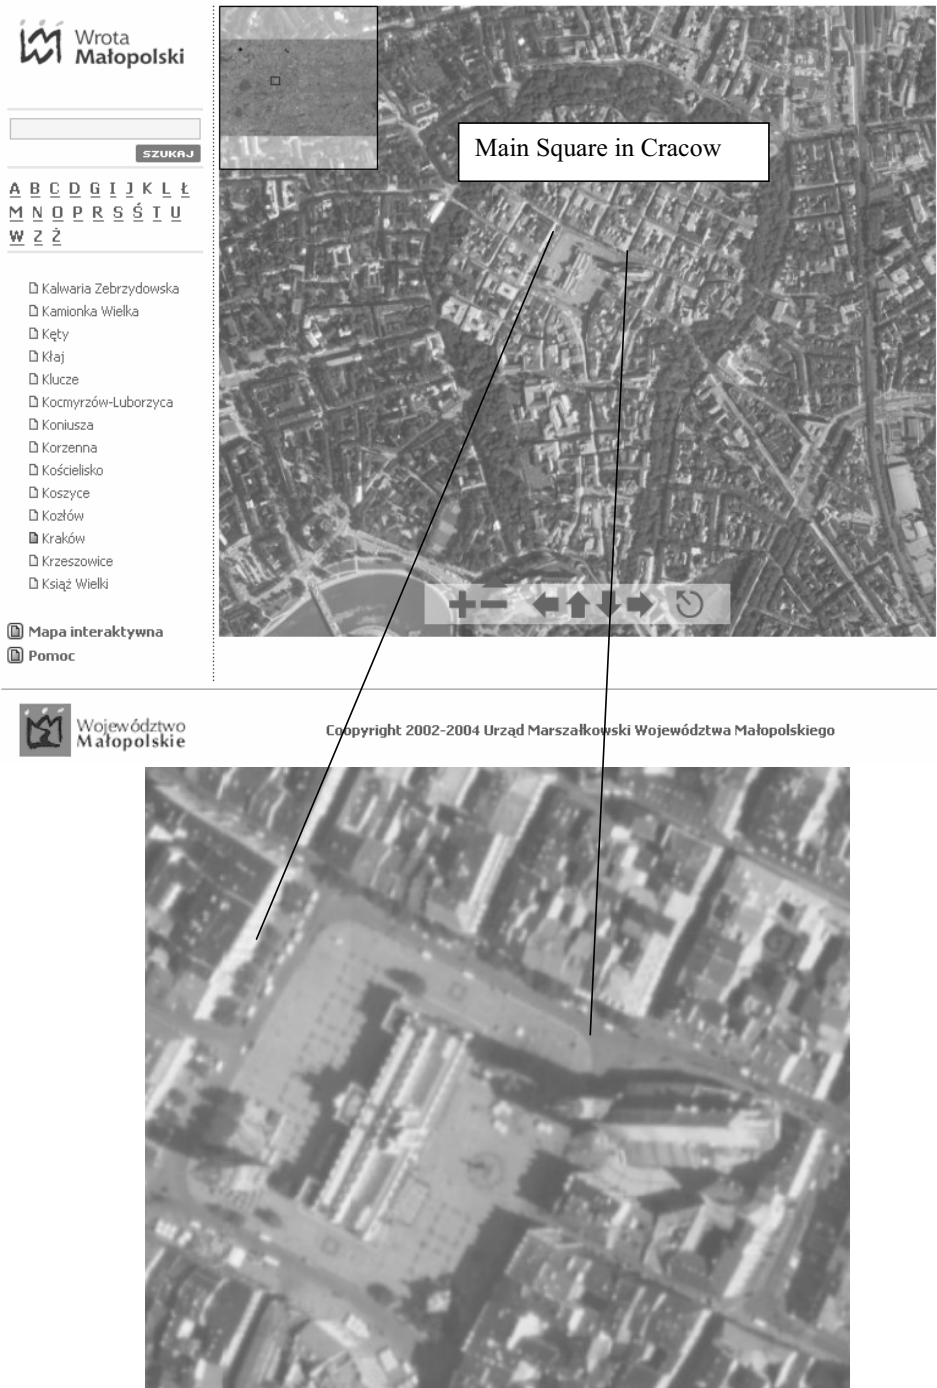 Wrota
Małopolski
SZUKAJ
A B C D G I J K L Ł
M N O P R S Ś T U
W Z Ż
Kalwaria Zebrzydowska
Kamionka Wielka
Kęty
Kłaj
Klucze
Kocmyrzów-Luborzyca
Koniusza
Korzenna
Kościelisko
Koszyce
Kozłów
Kraków
Krzeszowice
Książ Wielki
Mapa interaktywna
Pomoc
Main Square in Cracow
Województwo
Małopolskie
Coopyright 2002-2004 Urząd Marszałkowski Województwa Małopolskiego